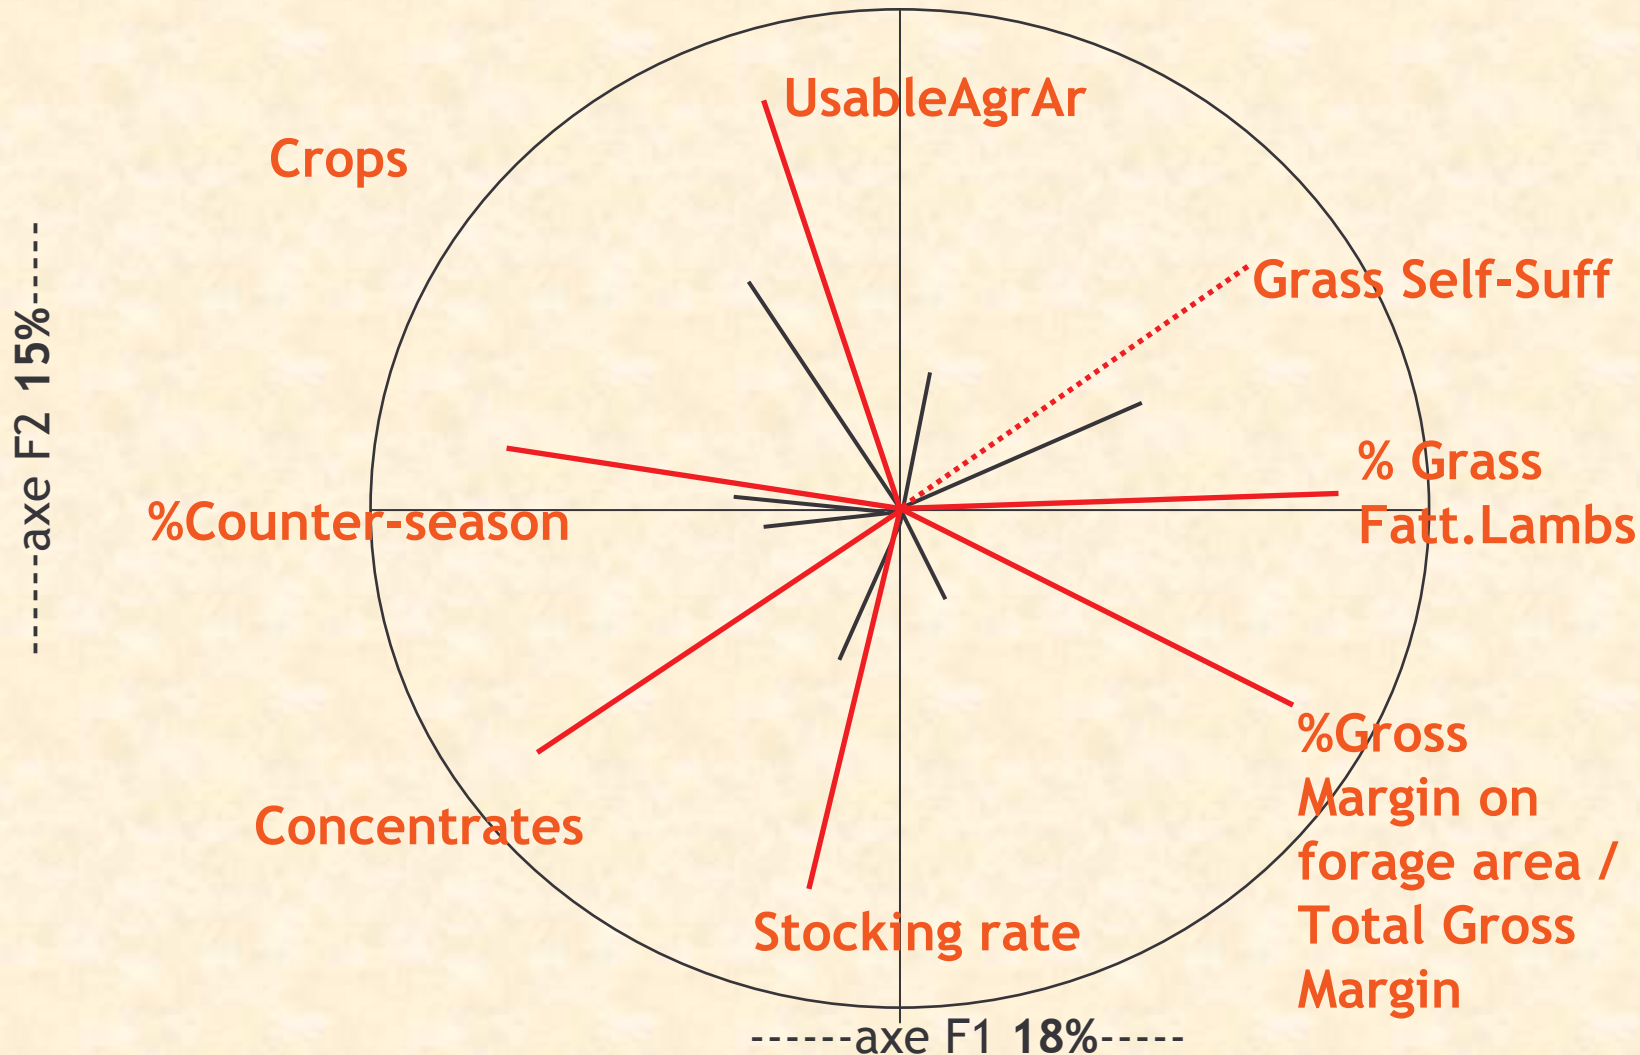 UsableAgrAr
Crops
Grass Self-Suff
% Grass
Fatt.Lambs
%Counter-season
%Gross
Margin on
forage area /
Total Gross
Margin
Concentrates
Stocking rate
-------axe F2 15%------
------axe F1 18%-----